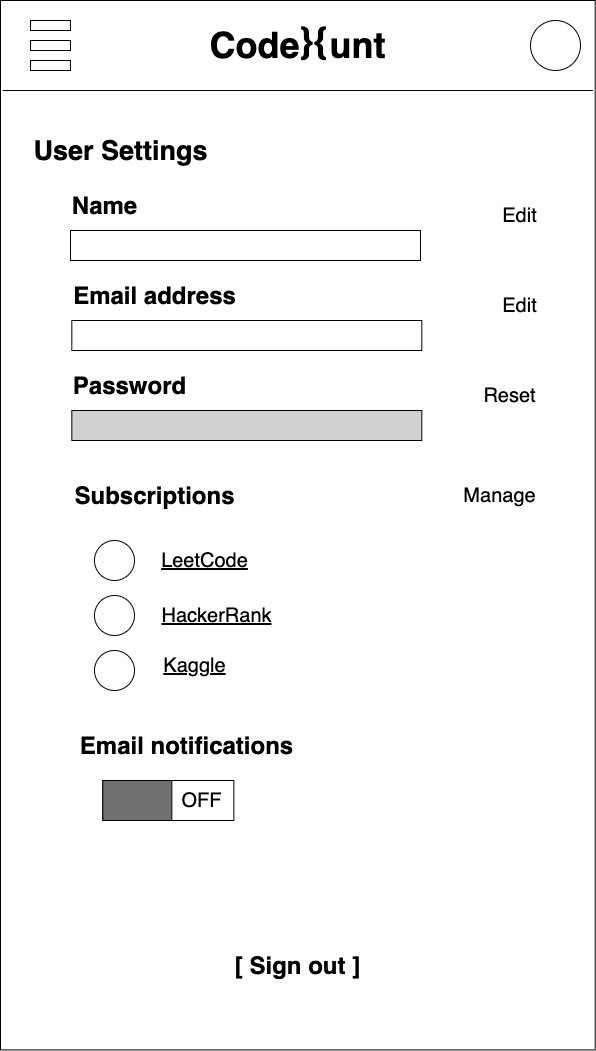 Code}{unt
User Settings
Name
Edit
Email address
Edit
Password
Reset
Subscriptions
Manage
LeetCode
HackerRank
Kaggle
Email notifications
OFF
[ Sign out ]